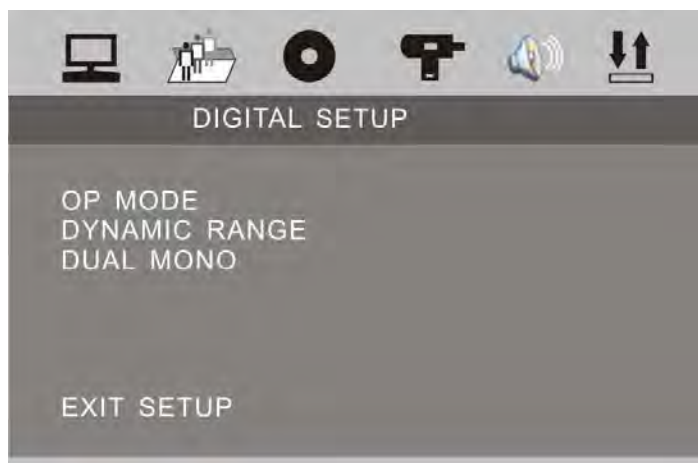 DIGITAL SETUP
OP MODE
DYNAMIC RANGE
DUAL MONO
EXIT SETUP